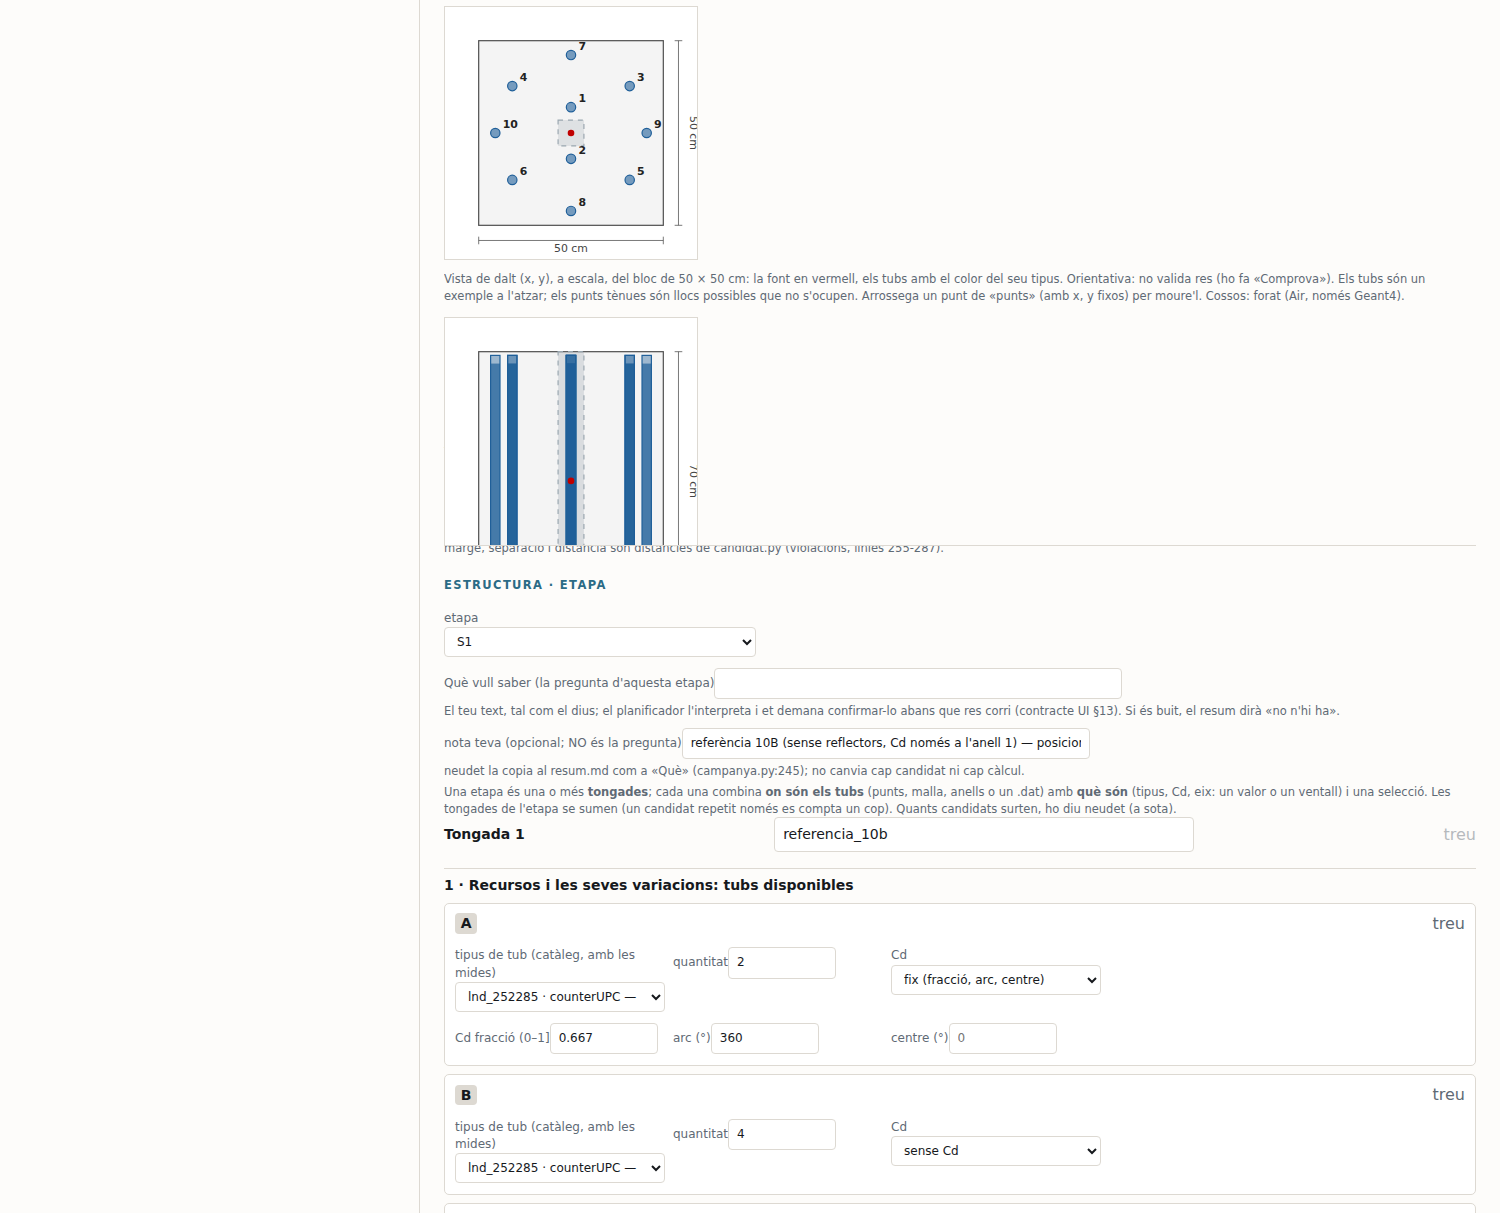 7
4
3
1
10
9
2
6
5
8
50 cm
50 cm
Vista de dalt (x, y), a escala, del bloc de 50 × 50 cm: la font en vermell, els tubs amb el color del seu tipus. Orientativa: no valida res (ho fa «Comprova»). Els tubs són un
exemple a l'atzar; els punts tènues són llocs possibles que no s'ocupen. Arrossega un punt de «punts» (amb x, y fixos) per moure'l. Cossos: forat (Air, només Geant4).
70 cm
marge, separació i distància són distàncies de candidat.py (violacions, línies 255-287).
ESTRUCTURA · ETAPA
etapa
S1
Què vull saber (la pregunta d'aquesta etapa)
El teu text, tal com el dius; el planificador l'interpreta i et demana confirmar-lo abans que res corri (contracte UI §13). Si és buit, el resum dirà «no n'hi ha».
nota teva (opcional; NO és la pregunta) referència 10B (sense reflectors, Cd només a l'anell 1) —
neudet la copia al resum.md com a «Què» (campanya.py:245); no canvia cap candidat ni cap càlcul.
Una etapa és una o més tongades; cada una combina on són els tubs (punts, malla, anells o un .dat) amb què són (tipus, Cd, eix: un valor o un ventall) i una selecció. Les
tongades de l'etapa se sumen (un candidat repetit només es compta un cop). Quants candidats surten, ho diu neudet (a sota).
Tongada 1 referencia_10b treu
1 · Recursos i les seves variacions: tubs disponibles
A treu
tipus de tub (catàleg, amb les
mides)
lnd_252285 · counterUPC —
quantitat 2
Cd
fix (fracció, arc, centre)
Cd fracció (0–1] 0.667 arc (°) 360 centre (°) 0
B treu
tipus de tub (catàleg, amb les
mides)
lnd_252285 · counterUPC —
quantitat 4
Cd
sense Cd